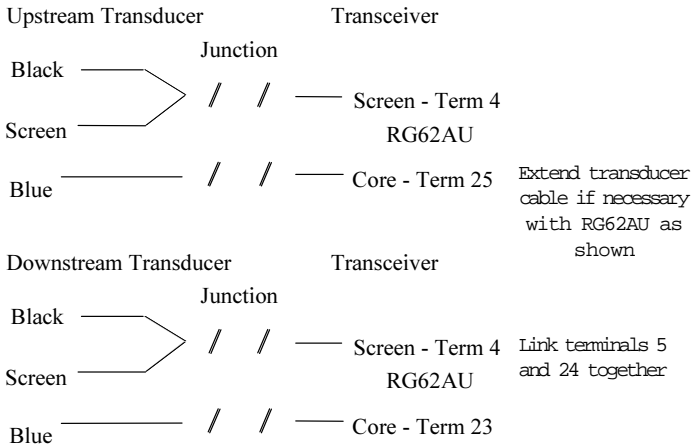 Upstream Transducer Transceiver
Junction
Black
Screen - Term 4
Screen
RG62AU
Blue
Core - Term 25
Extend transducer
cable if necessary
with RG62AU as
shown
Downstream Transducer Transceiver
Junction
Black
Screen - Term 4
Screen
RG62AU
Link terminals 5
and 24 together
Blue
Core - Term 23